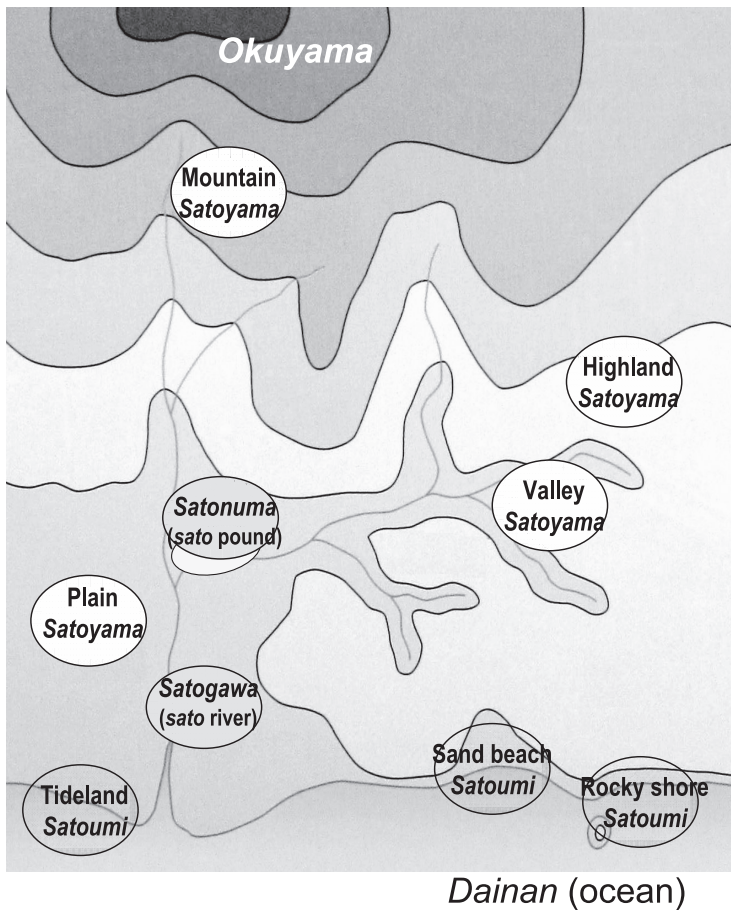 Okuyama
Mountain
Satoyama
Highland
Satoyama
Satonuma
(sato pound)
Valley
Satoyama
Plain
Satoyama
Satogawa
(sato river)
Sand beach
Satoumi
Tideland
Satoumi
Rocky shore
Satoumi
Dainan (ocean)